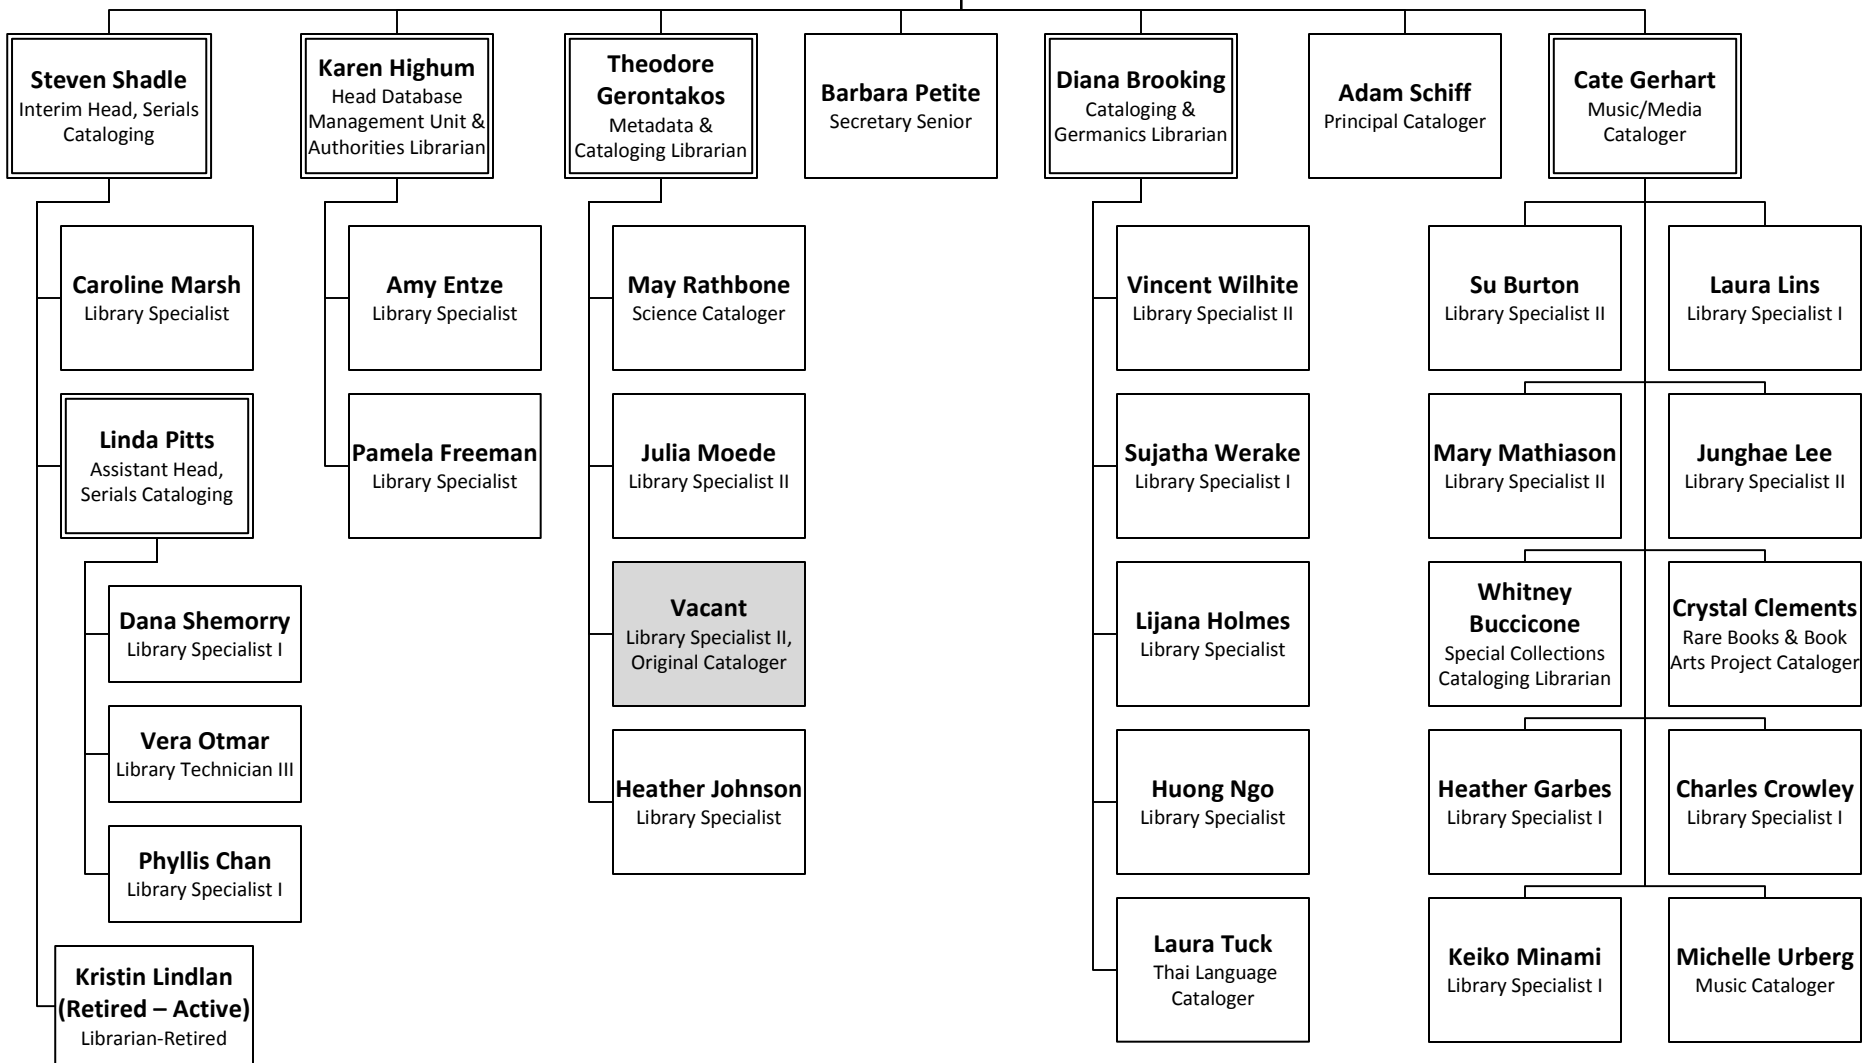 Steven Shadle
Interim Head, Serials
Cataloging
Karen Highum
Head Database
Management Unit &
Authorities Librarian
Theodore
Gerontakos
Metadata &
Cataloging Librarian
Barbara Petite
Secretary Senior
Diana Brooking
Cataloging &
Germanics Librarian
Adam Schiff
Principal Cataloger
Cate Gerhart
Music/Media
Cataloger
Caroline Marsh
Library Specialist
Linda Pitts
Assistant Head,
Serials Cataloging
Dana Shemorry
Library Specialist I
Vera Otmar
Library Technician III
Phyllis Chan
Library Specialist I
Kristin Lindlan
(Retired – Active)
Librarian-Retired
Amy Entze
Library Specialist
Pamela Freeman
Library Specialist
May Rathbone
Science Cataloger
Julia Moede
Library Specialist II
Vacant
Library Specialist II,
Original Cataloger
Heather Johnson
Library Specialist
Vincent Wilhite
Library Specialist II
Sujatha Werake
Library Specialist I
Lijana Holmes
Library Specialist
Huong Ngo
Library Specialist
Laura Tuck
Thai Language
Cataloger
Su Burton
Library Specialist II
Laura Lins
Library Specialist I
Mary Mathiason
Library Specialist II
Junghae Lee
Library Specialist II
Whitney
Buccicone
Special Collections
Cataloging Librarian
Crystal Clements
Rare Books & Book
Arts Project Cataloger
Heather Garbes
Library Specialist I
Charles Crowley
Library Specialist I
Keiko Minami
Library Specialist I
Michelle Urberg
Music Cataloger